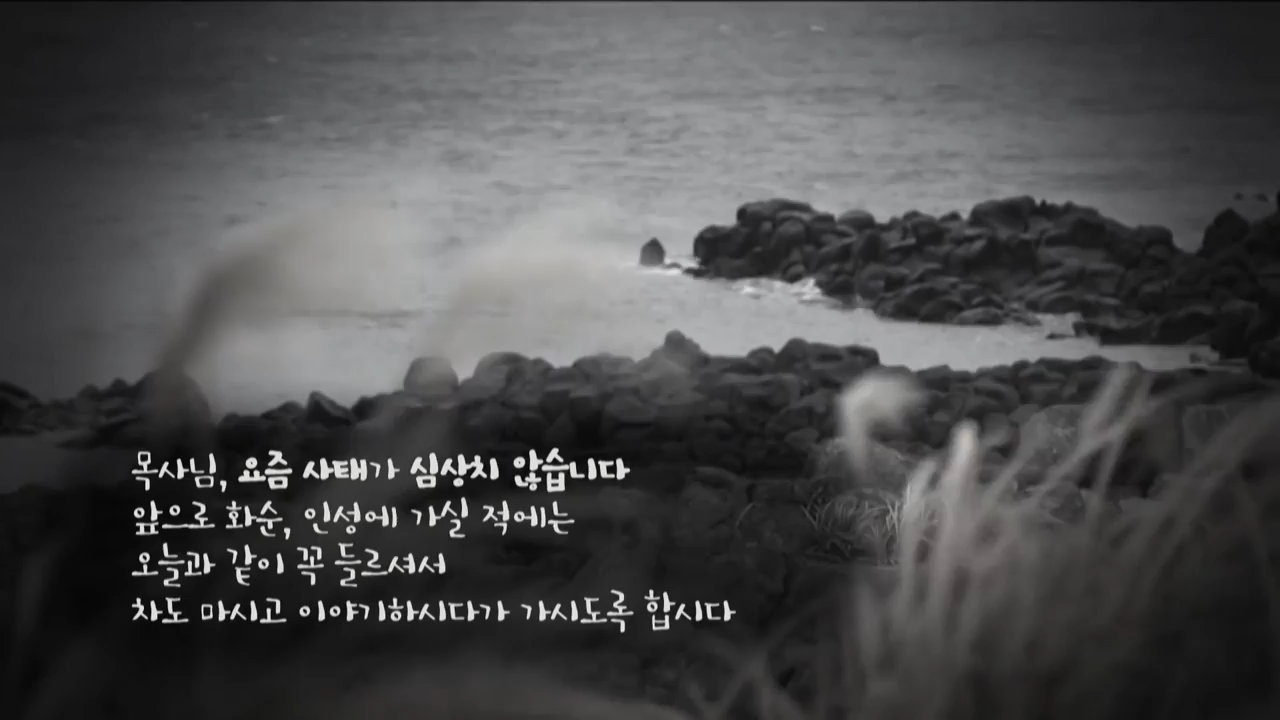 목사님, 요즘 사태가 심상치 않습니다
앞으로 화순, 인성에 가실 적에는
오늘과 같이 꼭 들르셔서
차도 마시고 이야기하시다가 가시도록 합시다